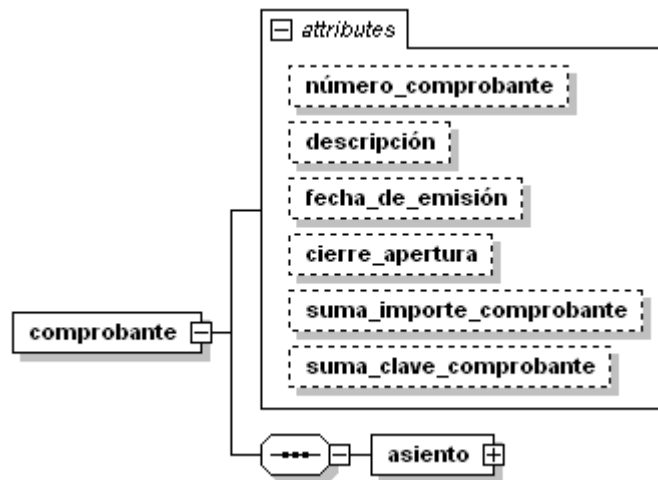 attributes
número_comprobante
descripción
fecha_de_emisión
cierre_apertura
suma_importe_comprobante
comprobante
suma_clave_comprobante
asiento